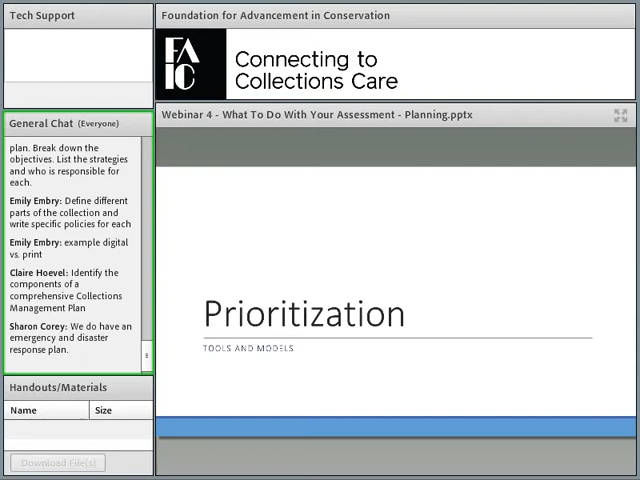 Tech Support
Foundation for Advancement in Conservation
FA
IC
Connecting to
Collections Care
General Chat (Everyone)
plan. Break down the
objectives. List the strategies
and who is responsible for
each.
Emily Embry: Define different
parts of the collection and
write specific policies for each
Emily Embry: example digital
vs. print
Claire Hoevel: Identify the
components of a
comprehensive Collections
Management Plan
Sharon Corey: We do have an
emergency and disaster
response plan.
Webinar 4 - What To Do With Your Assessment - Planning.pptx
Prioritization
TOOLS AND MODELS
Handouts/Materials
Name Size
Download File(s)